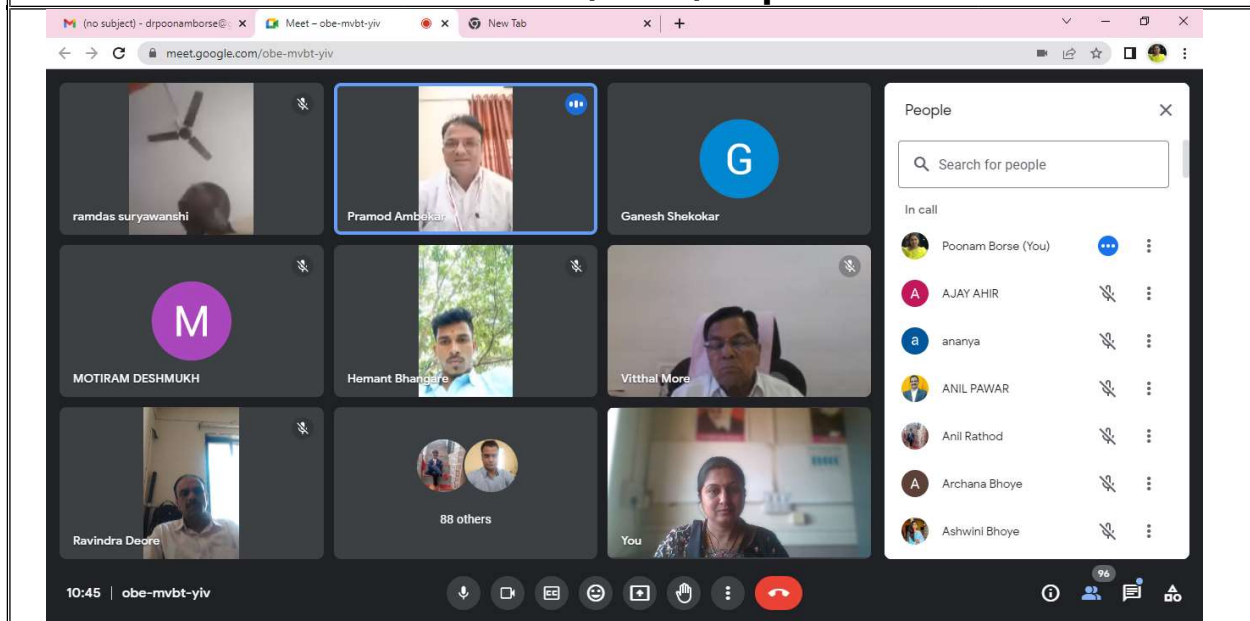 (no subject) - drpoonamborse@g
Meet – obe-mvbt-yiv
New Tab
meet.google.com/obe-mvbt-yiv
ramdas suryawanshi
Pramod Ambekar
G
Ganesh Shekokar
M
MOTIRAM DESHMUKH
Hemant Bhangare
Vitthal More
Ravindra Deore
88 others
You
People
Search for people
In call
Poonam Borse (You)
A AJAY AHIR
a ananya
ANIL PAWAR
Anil Rathod
A Archana Bhoye
Ashwini Bhoye
10:45 | obe-mvbt-yiv
CC
96